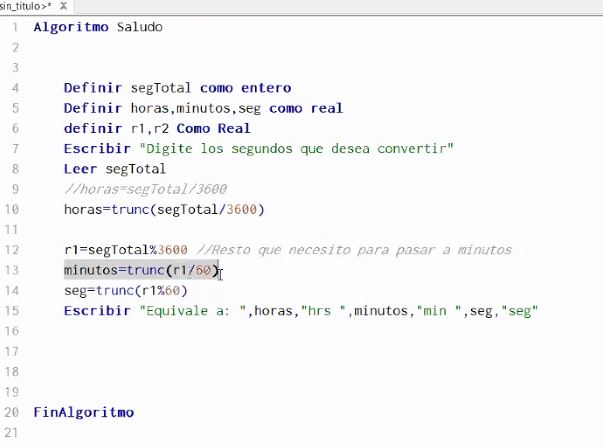 sin_titulo>* X
1 Algoritmo Saludo
2
3
4 Definir segTotal como entero
5 Definir horas,minutos,seg como real
6 definir r1,r2 Como Real
7 Escribir "Digite los segundos que desea convertir"
8 Leer segTotal
9 //horas=segTotal/3600
10 horas=trunc(segTotal/3600)
11
12 r1=segTotal%3600 //Resto que necesito para pasar a minutos
13 minutos=trunc(r1/60)
14 seg=trunc(r1%60)
15 Escribir "Equivale a: ",horas,"hrs ",minutos,"min ",seg,"seg"
16
17
18
19
20 FinAlgoritmo
21